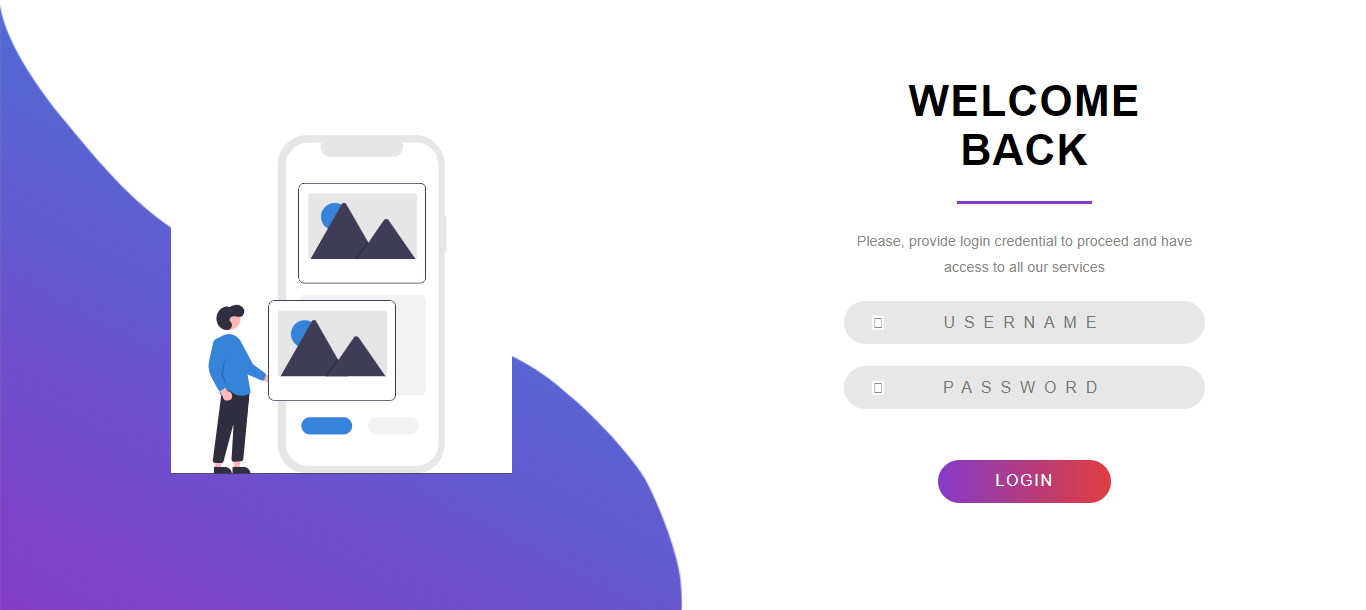 WELCOME
BACK
Please, provide login credential to proceed and have
access to all our services
USERNAME
PASSWORD
LOGIN